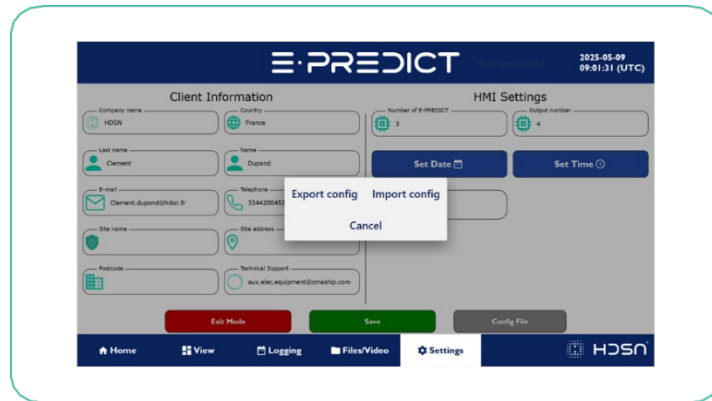 E·PREDICT
Admin mode
2025-05-09
09:01:31 (UTC)
Client Information
HMI Settings
Company name
HDSN
Country
France
Number of E-PREDICT
3
Output number
4
Last name
Clement
Name
Dupond
Set Date
Set Time
E-mail
Clement.dupond@hdsn.fr
Telephone
3344280452
Export config Import config
Cancel
Site name
Site address
Postcode
Technical Support
aux.elec.equipment@cmaship.com
Exit Mode
Save
Config File
Home
View
Logging
Files/Video
Settings
HDSN